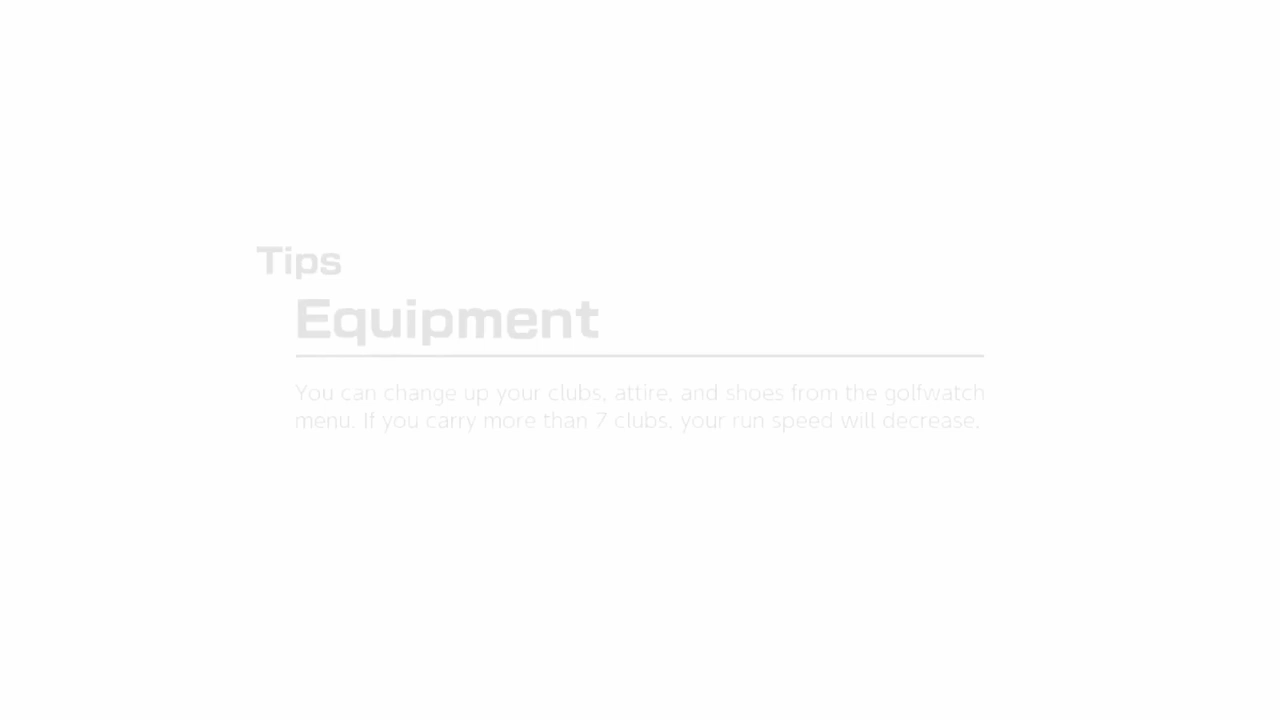 Tips
Equipment
You can change up your clubs, attire, and shoes from the golfwatch
menu. If you carry more than 7 clubs, your run speed will decrease.